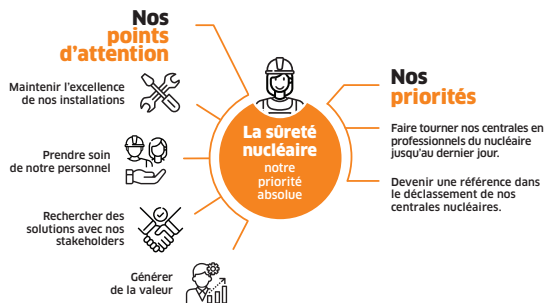 Nos
points
d'attention
Maintenir l'excellence
de nos installations
Prendre soin
de notre personnel
Rechercher des
solutions avec nos
stakeholders
Générer
de la valeur
La sûreté
nucléaire
notre
priorité
absolue
Nos
priorités
Faire tourner nos centrales en
professionnels du nucléaire
jusqu'au dernier jour.
Devenir une référence dans
le déclassement de nos
centrales nucléaires.